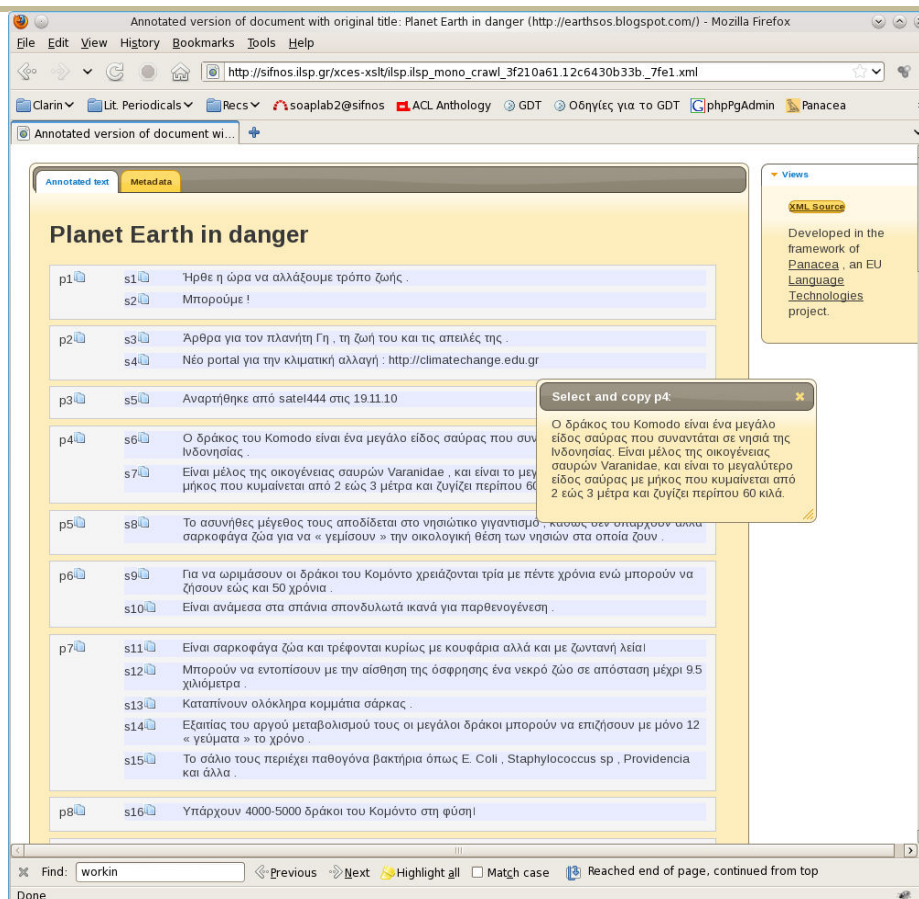 Annotated version of document with original title: Planet Earth in danger (http://earthsos.blogspot.com/) - Mozilla Firefox
File Edit View History Bookmarks Tools Help
http://sifnos.ilsp.gr/xces-xslt/ilsp.ilsp_mono_crawl_3f210a61.12c6430b33b._7fe1.xml
Clarin Lit. Periodicals Recs soaplab2@sifnos ACL Anthology GDT Οδηγίες για το GDT phpPgAdmin Panacea
Annotated version of document wi...
Annotated text Metadata
Planet Earth in danger
p1 s1 Ήρθε η ώρα να αλλάξουμε τρόπο ζωής .
s2 Μπορούμε !
p2 s3 Άρθρα για τον πλανήτη Γη , τη ζωή του και τις απειλές της .
s4 Νέο portal για την κλιματική αλλαγή : http://climatechange.edu.gr
p3 s5 Αναρτήθηκε από satel444 στις 19.11.10
p4 s6 Ο δράκος του Komodo είναι ένα μεγάλο είδος σαύρας που συν
Ινδονησίας .
s7 Είναι μέλος της οικογένειας σαυρών Varanidae , και είναι το μεγ
μήκος που κυμαίνεται από 2 εώς 3 μέτρα και ζυγίζει περίπου 60
p5 s8 Το ασυνήθες μέγεθος τους αποδίδεται στο νησιώτικο γιγαντισμό , καθώς δεν υπάρχουν άλλα
σαρκοφάγα ζώα για να « γεμίσουν » την οικολογική θέση των νησιών στα οποία ζουν .
p6 s9 Για να ωριμάσουν οι δράκοι του Κομόντο χρειάζονται τρία με πέντε χρόνια ενώ μπορούν να
ζήσουν εώς και 50 χρόνια .
s10 Είναι ανάμεσα στα σπάνια σπονδυλωτά ικανά για παρθενογένεση .
p7 s11 Είναι σαρκοφάγα ζώα και τρέφονται κυρίως με κουφάρια αλλά και με ζωντανή λεία!
s12 Μπορούν να εντοπίσουν με την αίσθηση της όσφρησης ένα νεκρό ζώο σε απόσταση μέχρι 9.5
χιλιόμετρα .
s13 Καταπίνουν ολόκληρα κομμάτια σάρκας .
s14 Εξαιτίας του αργού μεταβολισμού τους οι μεγάλοι δράκοι μπορούν να επιζήσουν με μόνο 12
« γεύματα » το χρόνο .
s15 Το σάλιο τους περιέχει παθογόνα βακτήρια όπως E. Coli , Staphylococcus sp , Providencia
και άλλα .
p8 s16 Υπάρχουν 4000-5000 δράκοι του Κομόντο στη φύση!
Select and copy p4:
Ο δράκος του Komodo είναι ένα μεγάλο
είδος σαύρας που συναντάται σε νησιά της
Ινδονησίας. Είναι μέλος της οικογένειας
σαυρών Varanidae, και είναι το μεγαλύτερο
είδος σαύρας με μήκος που κυμαίνεται από
2 εώς 3 μέτρα και ζυγίζει περίπου 60 κιλά.
Views
XML Source
Developed in the
framework of
Panacea , an EU
Language
Technologies
project.
Find: workin Previous Next Highlight all Match case Reached end of page, continued from top
Done